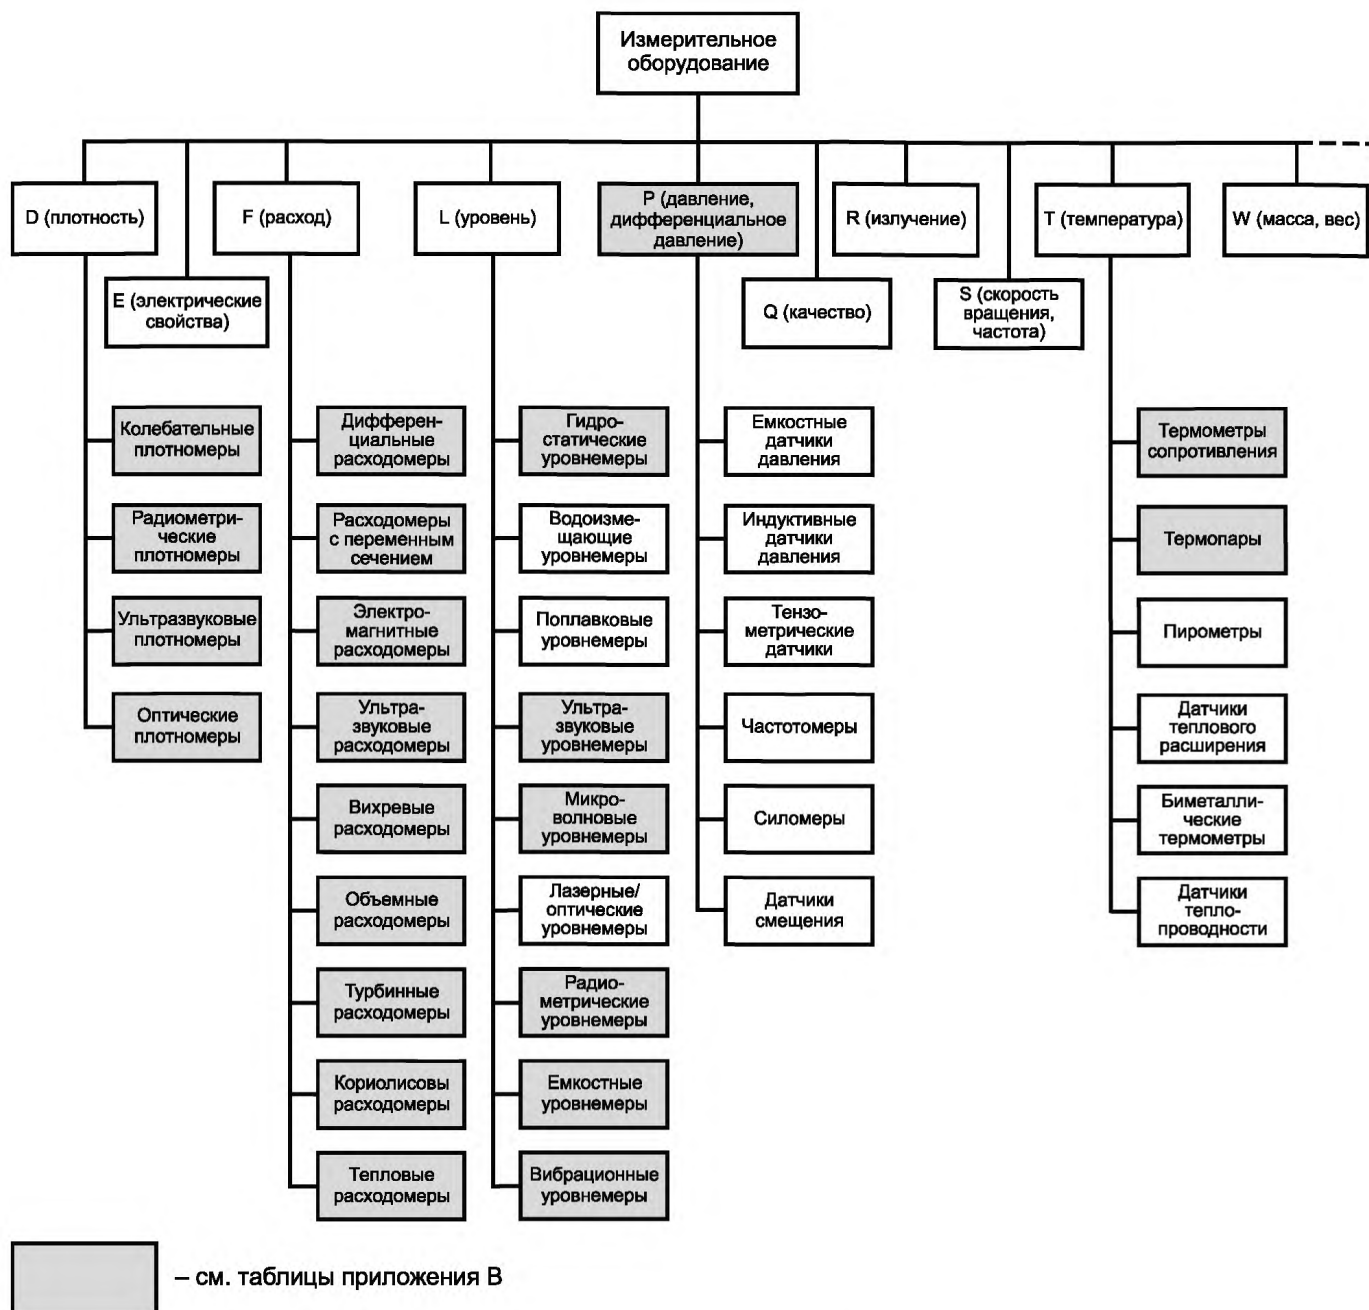 Измерительное
оборудование
D (плотность)
F (расход)
L (уровень)
P (давление,
дифференциальное
давление)
R (излучение)
T (температура)
W (масса, вес)
E (электрические
свойства)
Q (качество)
S (скорость
вращения,
частота)
Колебательные
плотномеры
Радиометри-
ческие
плотномеры
Ультразвуковые
плотномеры
Оптические
плотномеры
Дифферен-
циальные
расходомеры
Расходомеры
с переменным
сечением
Электро-
магнитные
расходомеры
Ультра-
звуковые
расходомеры
Вихревые
расходомеры
Объемные
расходомеры
Турбинные
расходомеры
Кориолисовы
расходомеры
Тепловые
расходомеры
Гидро-
статические
уровнемеры
Водоизме-
щающие
уровнемеры
Поплавковые
уровнемеры
Ультра-
звуковые
уровнемеры
Микро-
волновые
уровнемеры
Лазерные/
оптические
уровнемеры
Радио-
метрические
уровнемеры
Емкостные
уровнемеры
Вибрационные
уровнемеры
Емкостные
датчики
давления
Индуктивные
датчики
давления
Тензо-
метрические
датчики
Частотомеры
Силомеры
Датчики
смещения
Термометры
сопротивления
Термопары
Пирометры
Датчики
теплового
расширения
Биметалли-
ческие
термометры
Датчики
тепло-
проводности
– см. таблицы приложения В